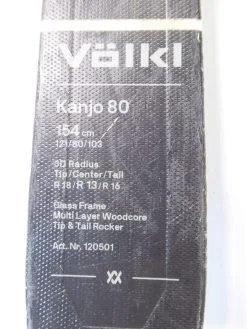 Völkl
Kanjo 80
154 cm
121/80/103
3D Radius
Tip/Center/Tail
R 18 / R 13 / R 16
Glass Frame
Multi Layer Woodcore
Tip & Tail Rocker
Art. Nr. 120501